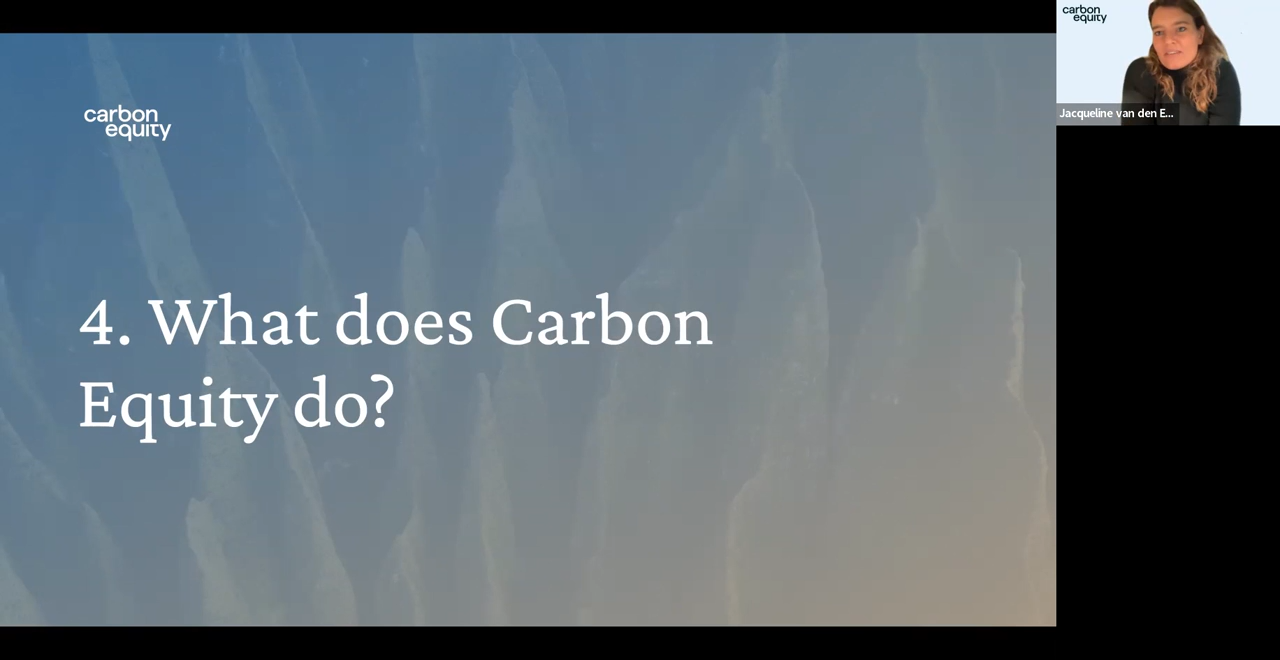 carbon
equity
4. What does Carbon
Equity do?
carbon
equity
Jacqueline van den E...